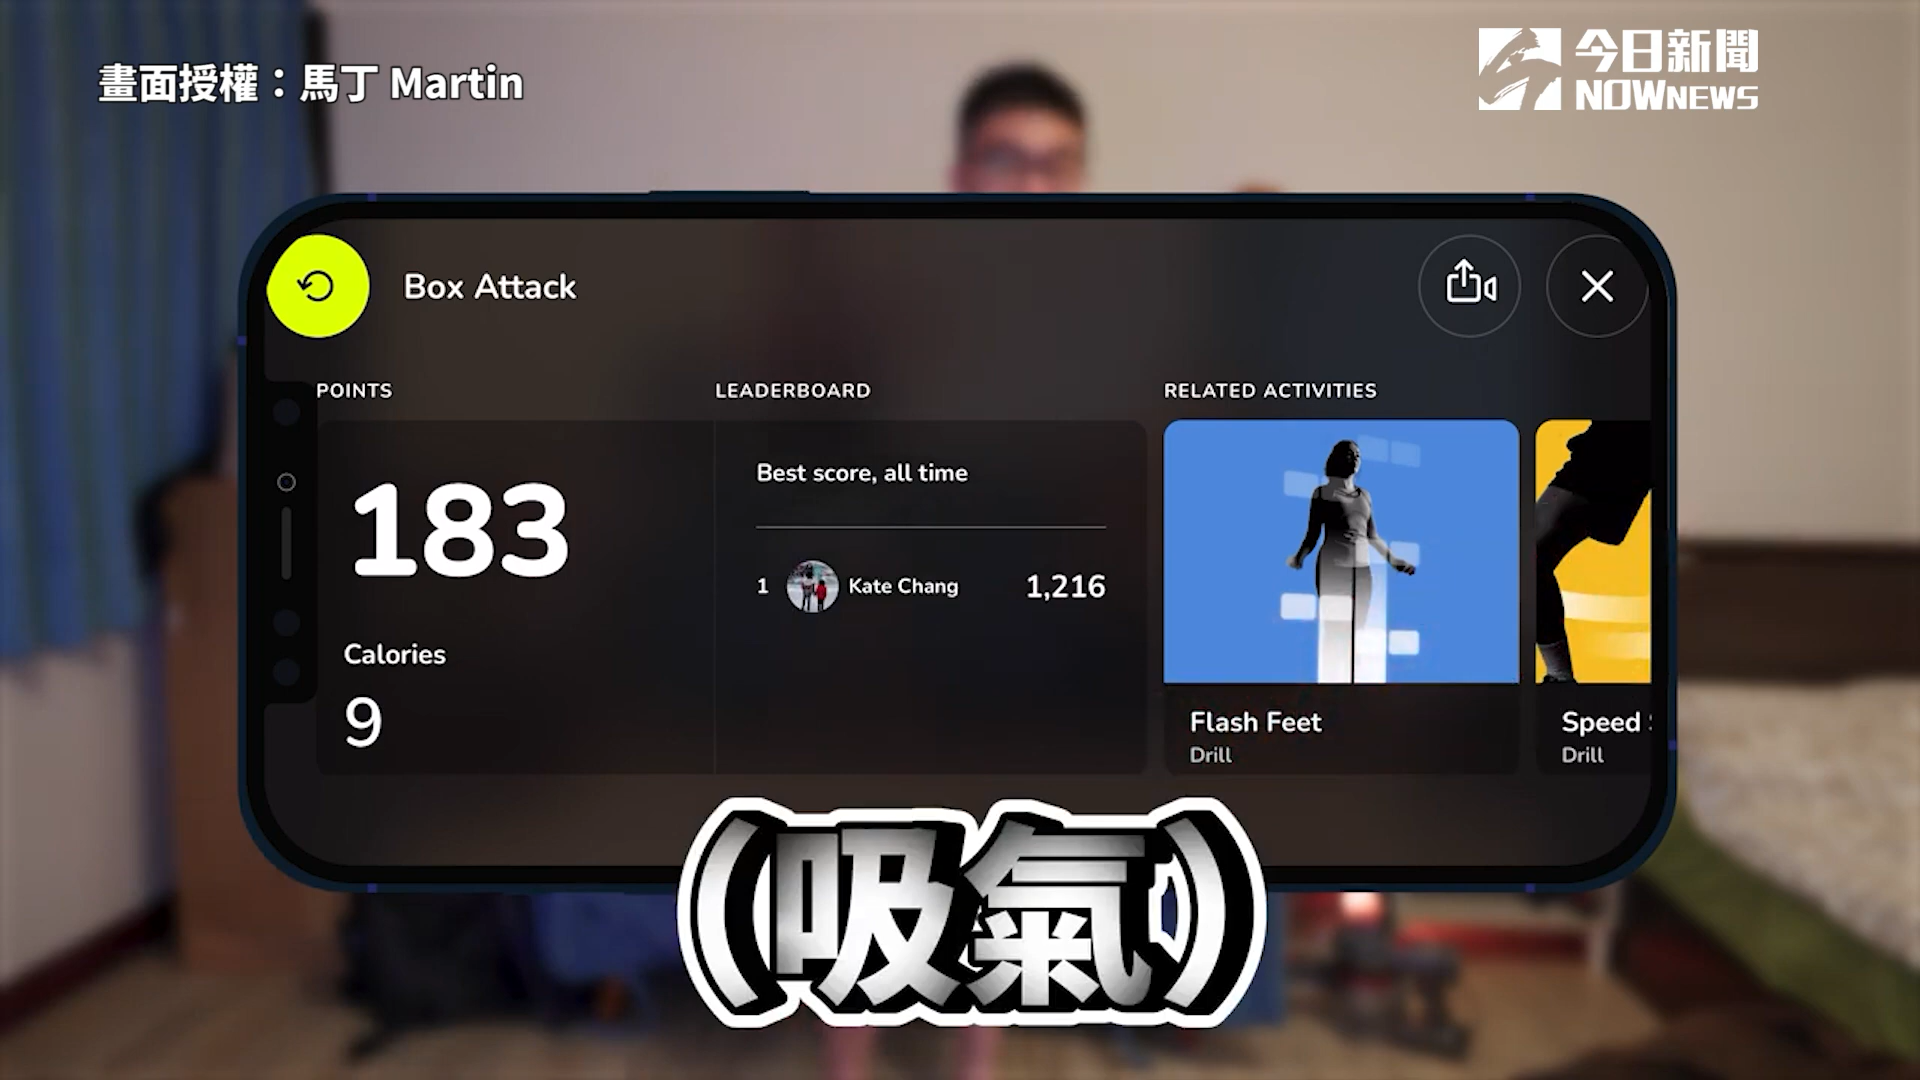 畫面授權：馬丁 Martin
今日新聞
NOWNEWS
Box Attack
POINTS
LEADERBOARD
RELATED ACTIVITIES
183
Best score, all time
1 Kate Chang 1,216
Calories
9
Flash Feet
Drill
Speed
Drill
(吸氣)